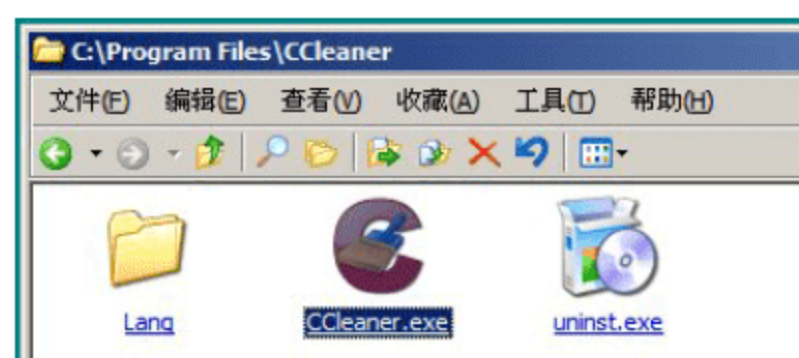 C:\Program Files\CCleaner
文件(F) 编辑(E) 查看(V) 收藏(A) 工具(T) 帮助(H)
Lang CCleaner.exe uninst.exe